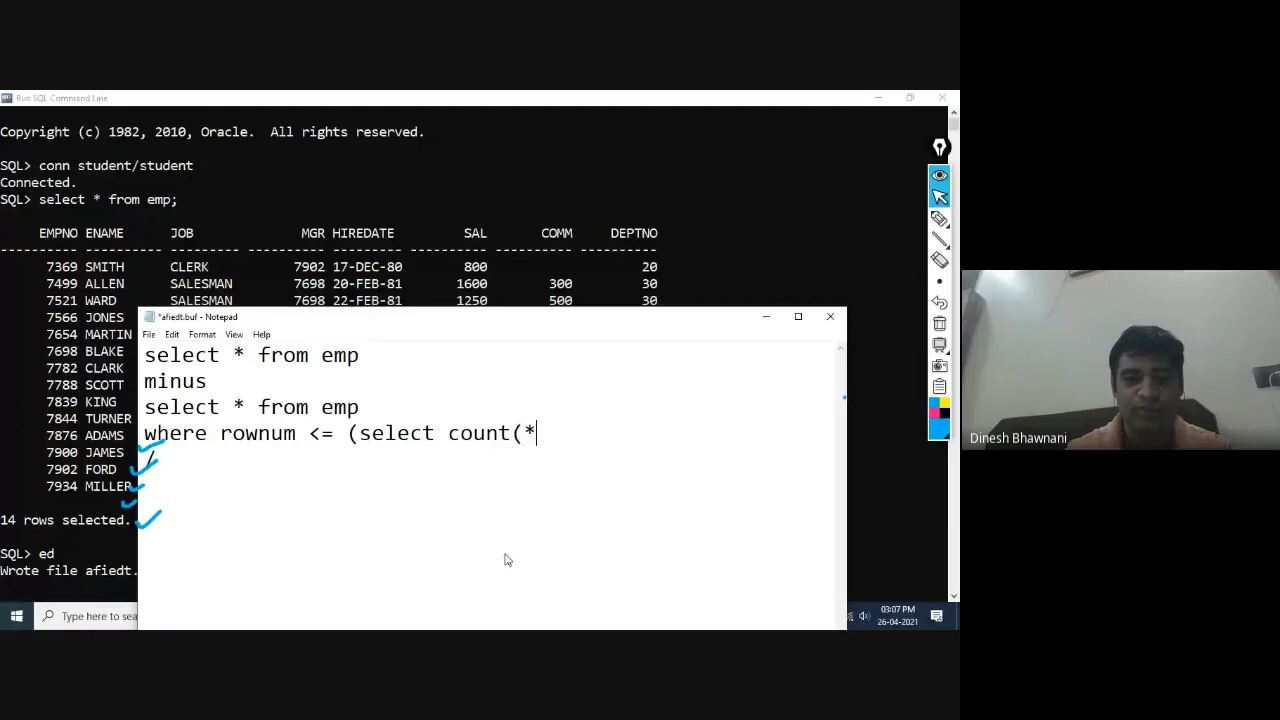 Run SQL Command Line
Copyright (c) 1982, 2010, Oracle.  All rights reserved.
SQL> conn student/student
Connected.
SQL> select * from emp;
EMPNO ENAME JOB MGR HIREDATE SAL COMM DEPTNO
---------- ---------- --------- ---------- --------- ---------- ---------- ----------
7369 SMITH CLERK 7902 17-DEC-80 800 20
7499 ALLEN SALESMAN 7698 20-FEB-81 1600 300 30
7521 WARD SALESMAN 7698 22-FEB-81 1250 500 30
7566 JONES
7654 MARTIN
7698 BLAKE
7782 CLARK
7788 SCOTT
7839 KING
7844 TURNER
7876 ADAMS
7900 JAMES
7902 FORD
7934 MILLER
14 rows selected.
SQL> ed
Wrote file afiedt.
*afiedt.buf - Notepad
File Edit Format View Help
select * from emp
minus
select * from emp
where rownum <= (select count(*
/
Type here to sea
03:07 PM
26-04-2021
Dinesh Bhawnani